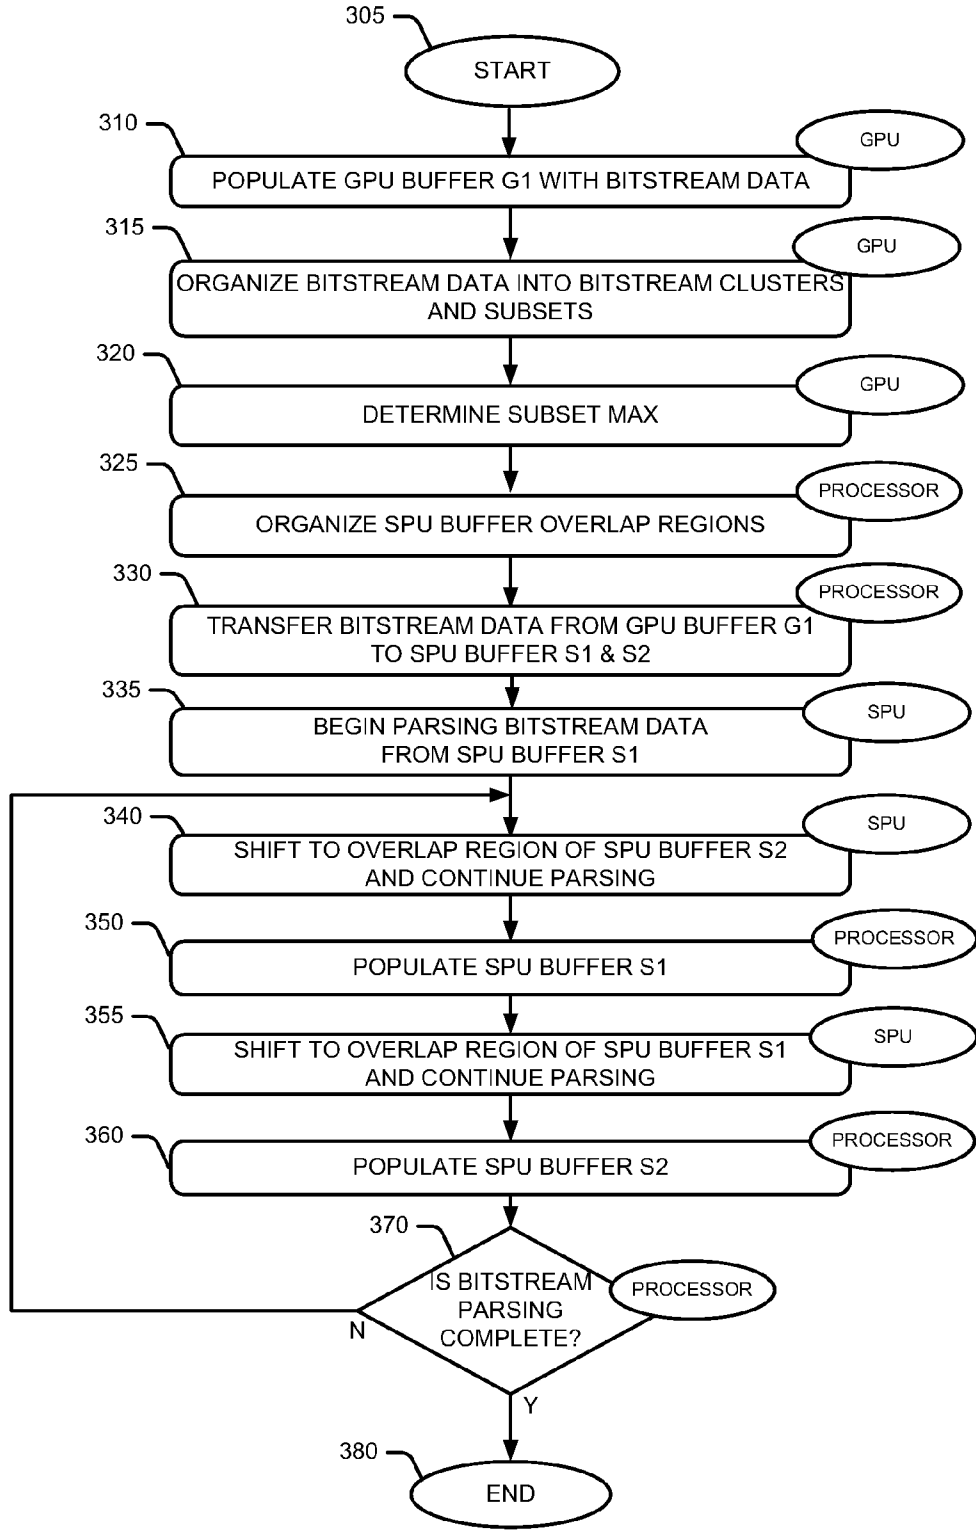 305
START
310
GPU
POPULATE GPU BUFFER G1 WITH BITSTREAM DATA
315
GPU
ORGANIZE BITSTREAM DATA INTO BITSTREAM CLUSTERS
AND SUBSETS
320
GPU
DETERMINE SUBSET MAX
325
PROCESSOR
ORGANIZE SPU BUFFER OVERLAP REGIONS
330
PROCESSOR
TRANSFER BITSTREAM DATA FROM GPU BUFFER G1
TO SPU BUFFER S1 & S2
335
SPU
BEGIN PARSING BITSTREAM DATA
FROM SPU BUFFER S1
340
SPU
SHIFT TO OVERLAP REGION OF SPU BUFFER S2
AND CONTINUE PARSING
350
PROCESSOR
POPULATE SPU BUFFER S1
355
SPU
SHIFT TO OVERLAP REGION OF SPU BUFFER S1
AND CONTINUE PARSING
360
PROCESSOR
POPULATE SPU BUFFER S2
370
IS BITSTREAM
PARSING
COMPLETE?
PROCESSOR
N
Y
380
END